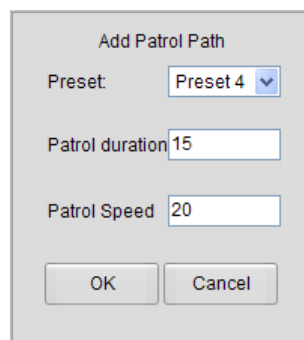 Add Patrol Path
Preset: Preset 4
Patrol duration 15
Patrol Speed 20
OK Cancel